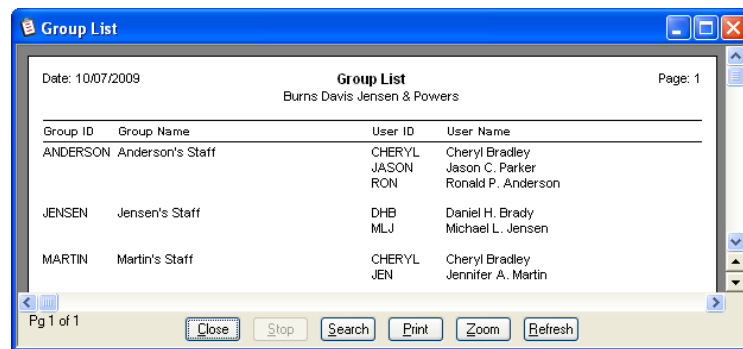 Group List
Date: 10/07/2009 Group List Page: 1
Burns Davis Jensen & Powers
Group ID Group Name User ID User Name
ANDERSON Anderson's Staff CHERYL Cheryl Bradley
JASON Jason C. Parker
RON Ronald P. Anderson
JENSEN Jensen's Staff DHB Daniel H. Brady
MLJ Michael L. Jensen
MARTIN Martin's Staff CHERYL Cheryl Bradley
JEN Jennifer A. Martin
Pg 1 of 1 Close Stop Search Print Zoom Refresh